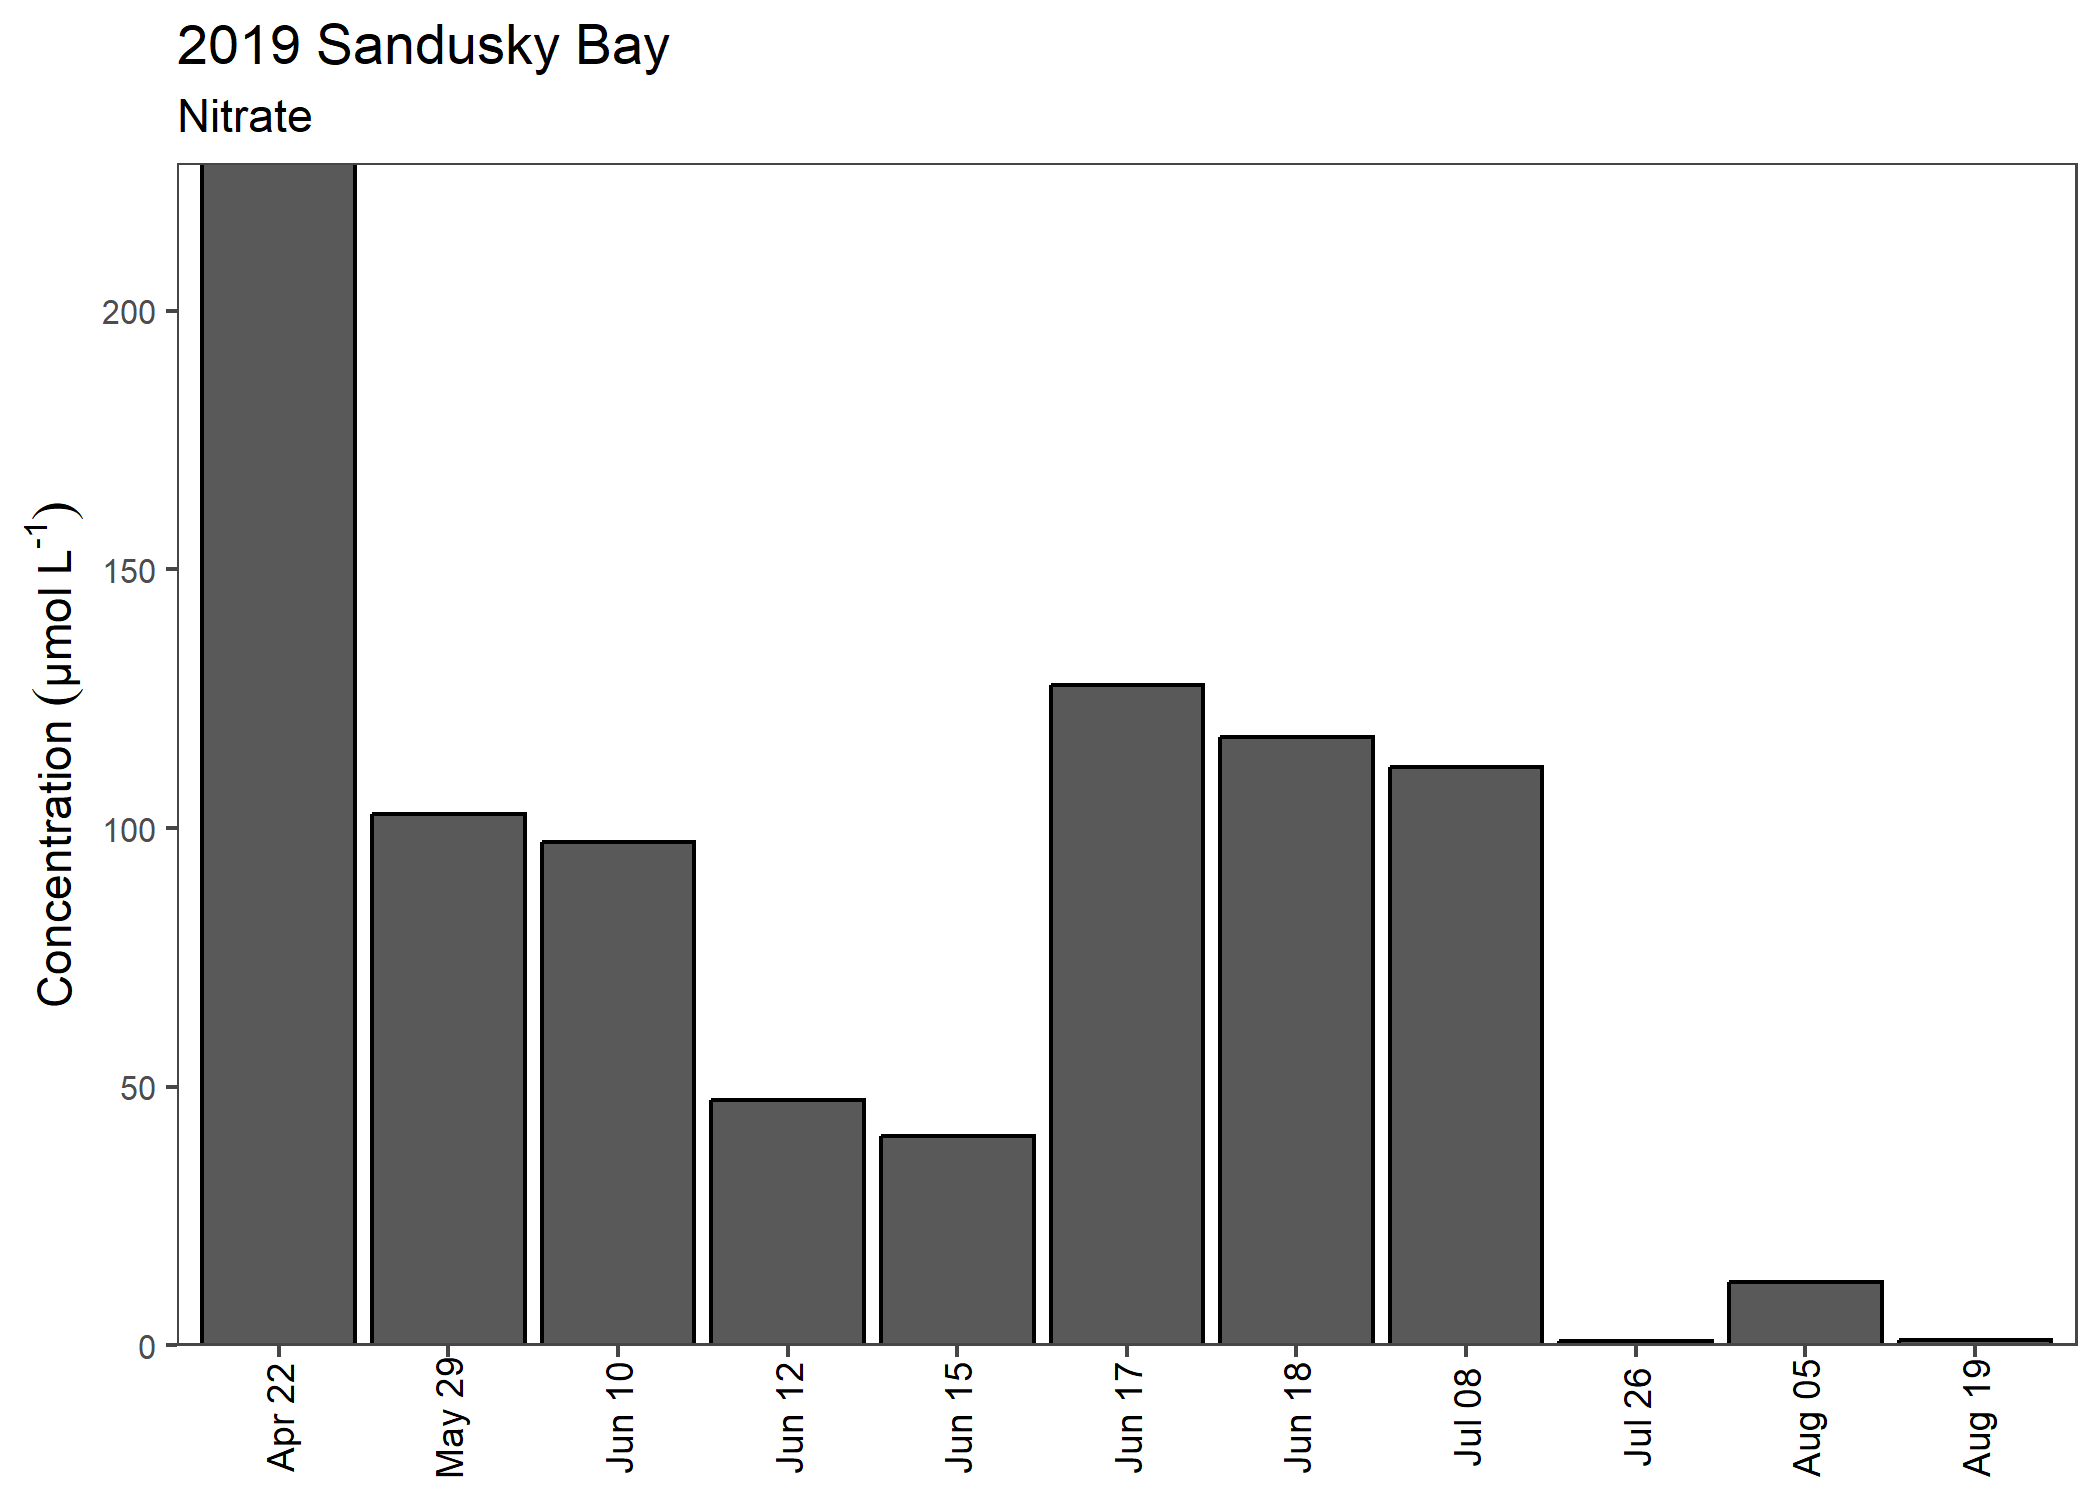 2019 Sandusky Bay
Nitrate
Concentration (µmol L⁻¹)
200
150
100
50
0
Apr 22
May 29
Jun 10
Jun 12
Jun 15
Jun 17
Jun 18
Jul 08
Jul 26
Aug 05
Aug 19